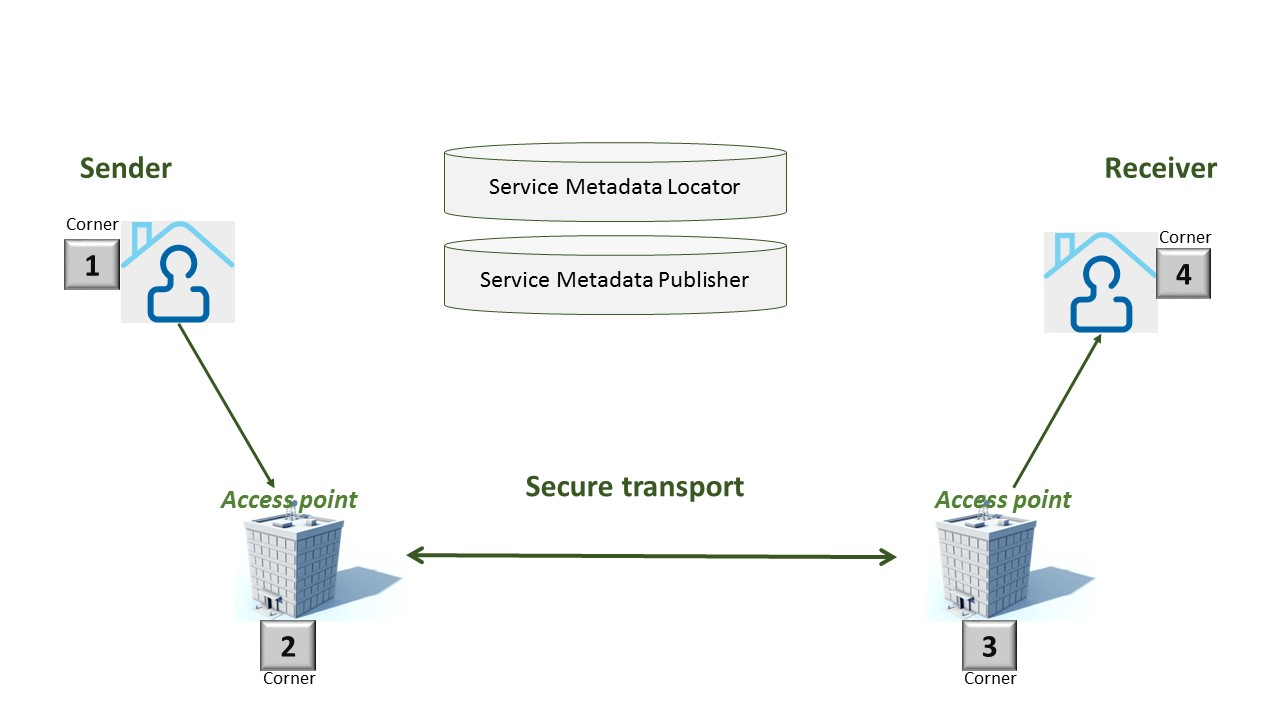 Sender
Service Metadata Locator
Receiver
Corner
1
Corner
4
Service Metadata Publisher
Secure transport
Access point
Access point
2
Corner
3
Corner